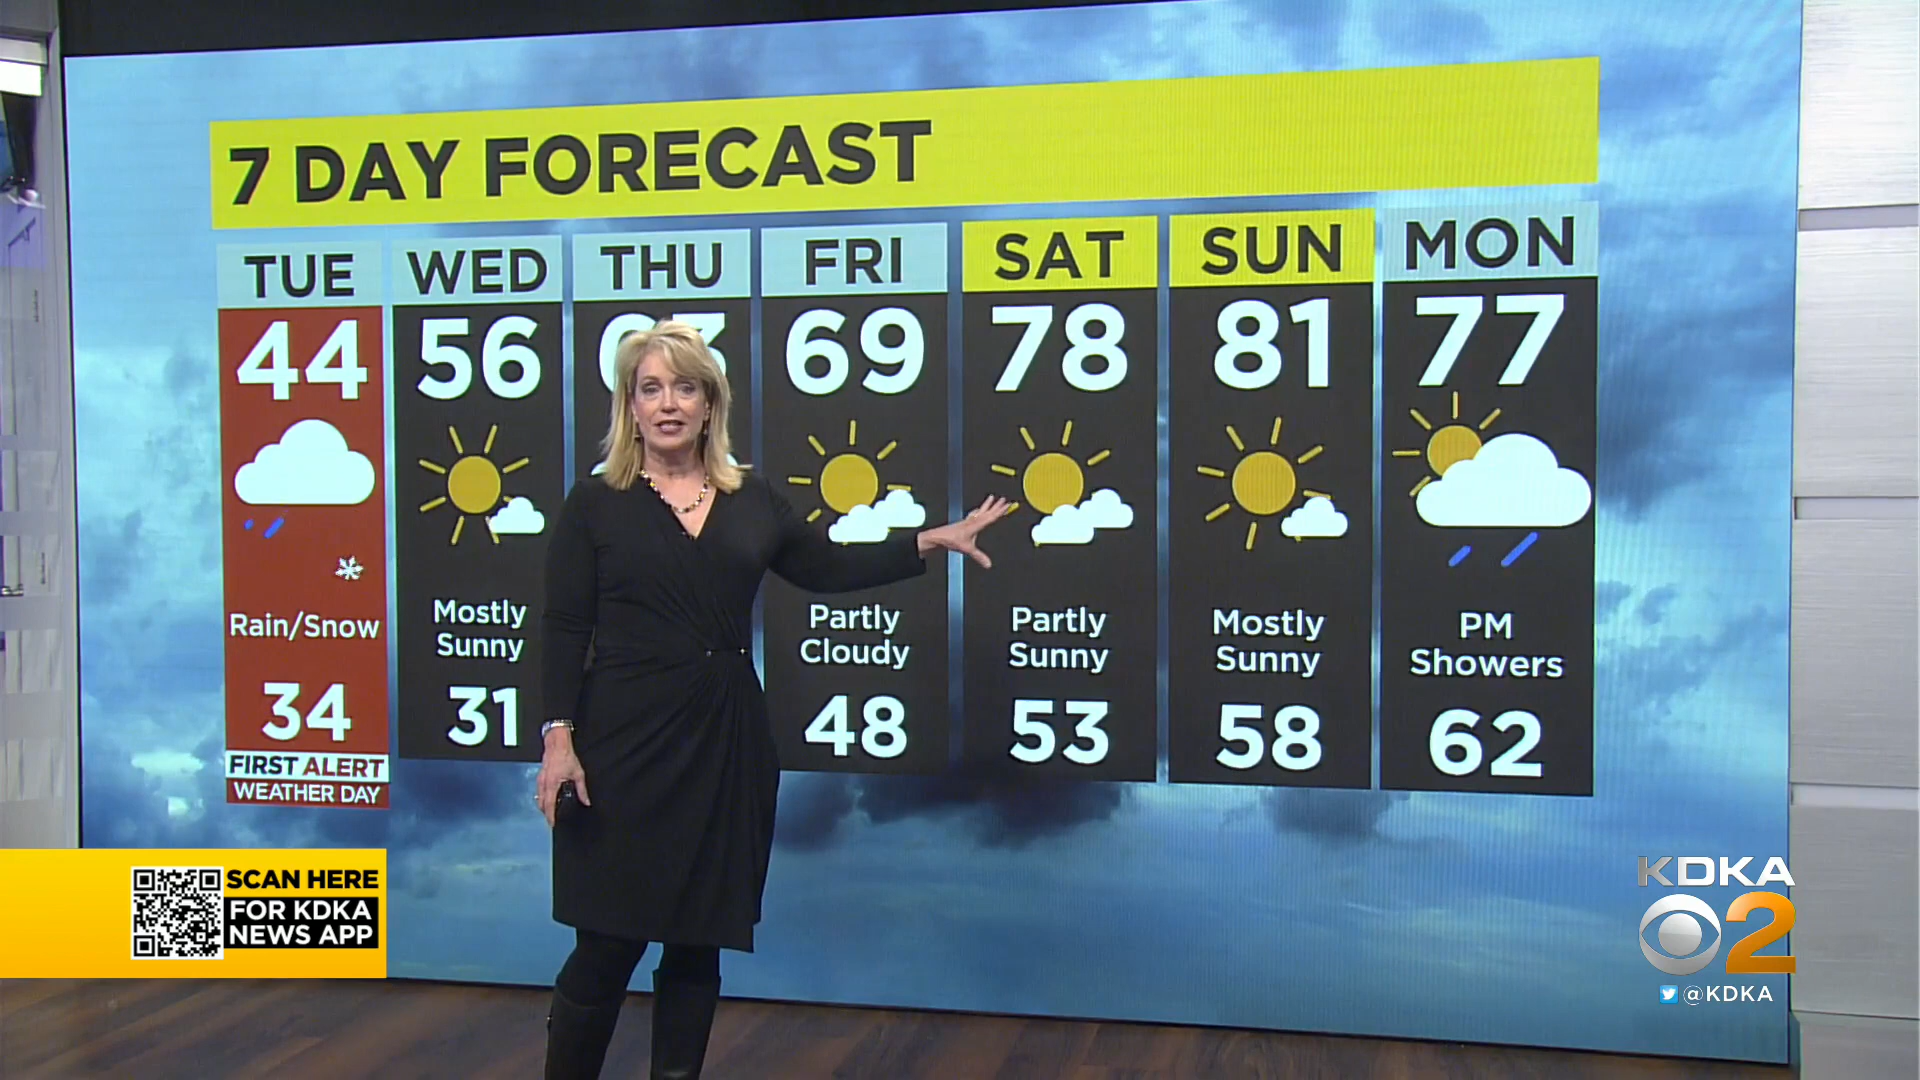 7 DAY FORECAST
TUE WED THU FRI SAT SUN MON
44 56 69 78 81 77
Rain/Snow
Mostly
Sunny
Partly
Cloudy
Partly
Sunny
Mostly
Sunny
PM
Showers
34 31 48 53 58 62
FIRST ALERT
WEATHER DAY
SCAN HERE
FOR KDKA
NEWS APP
KDKA
2
@KDKA